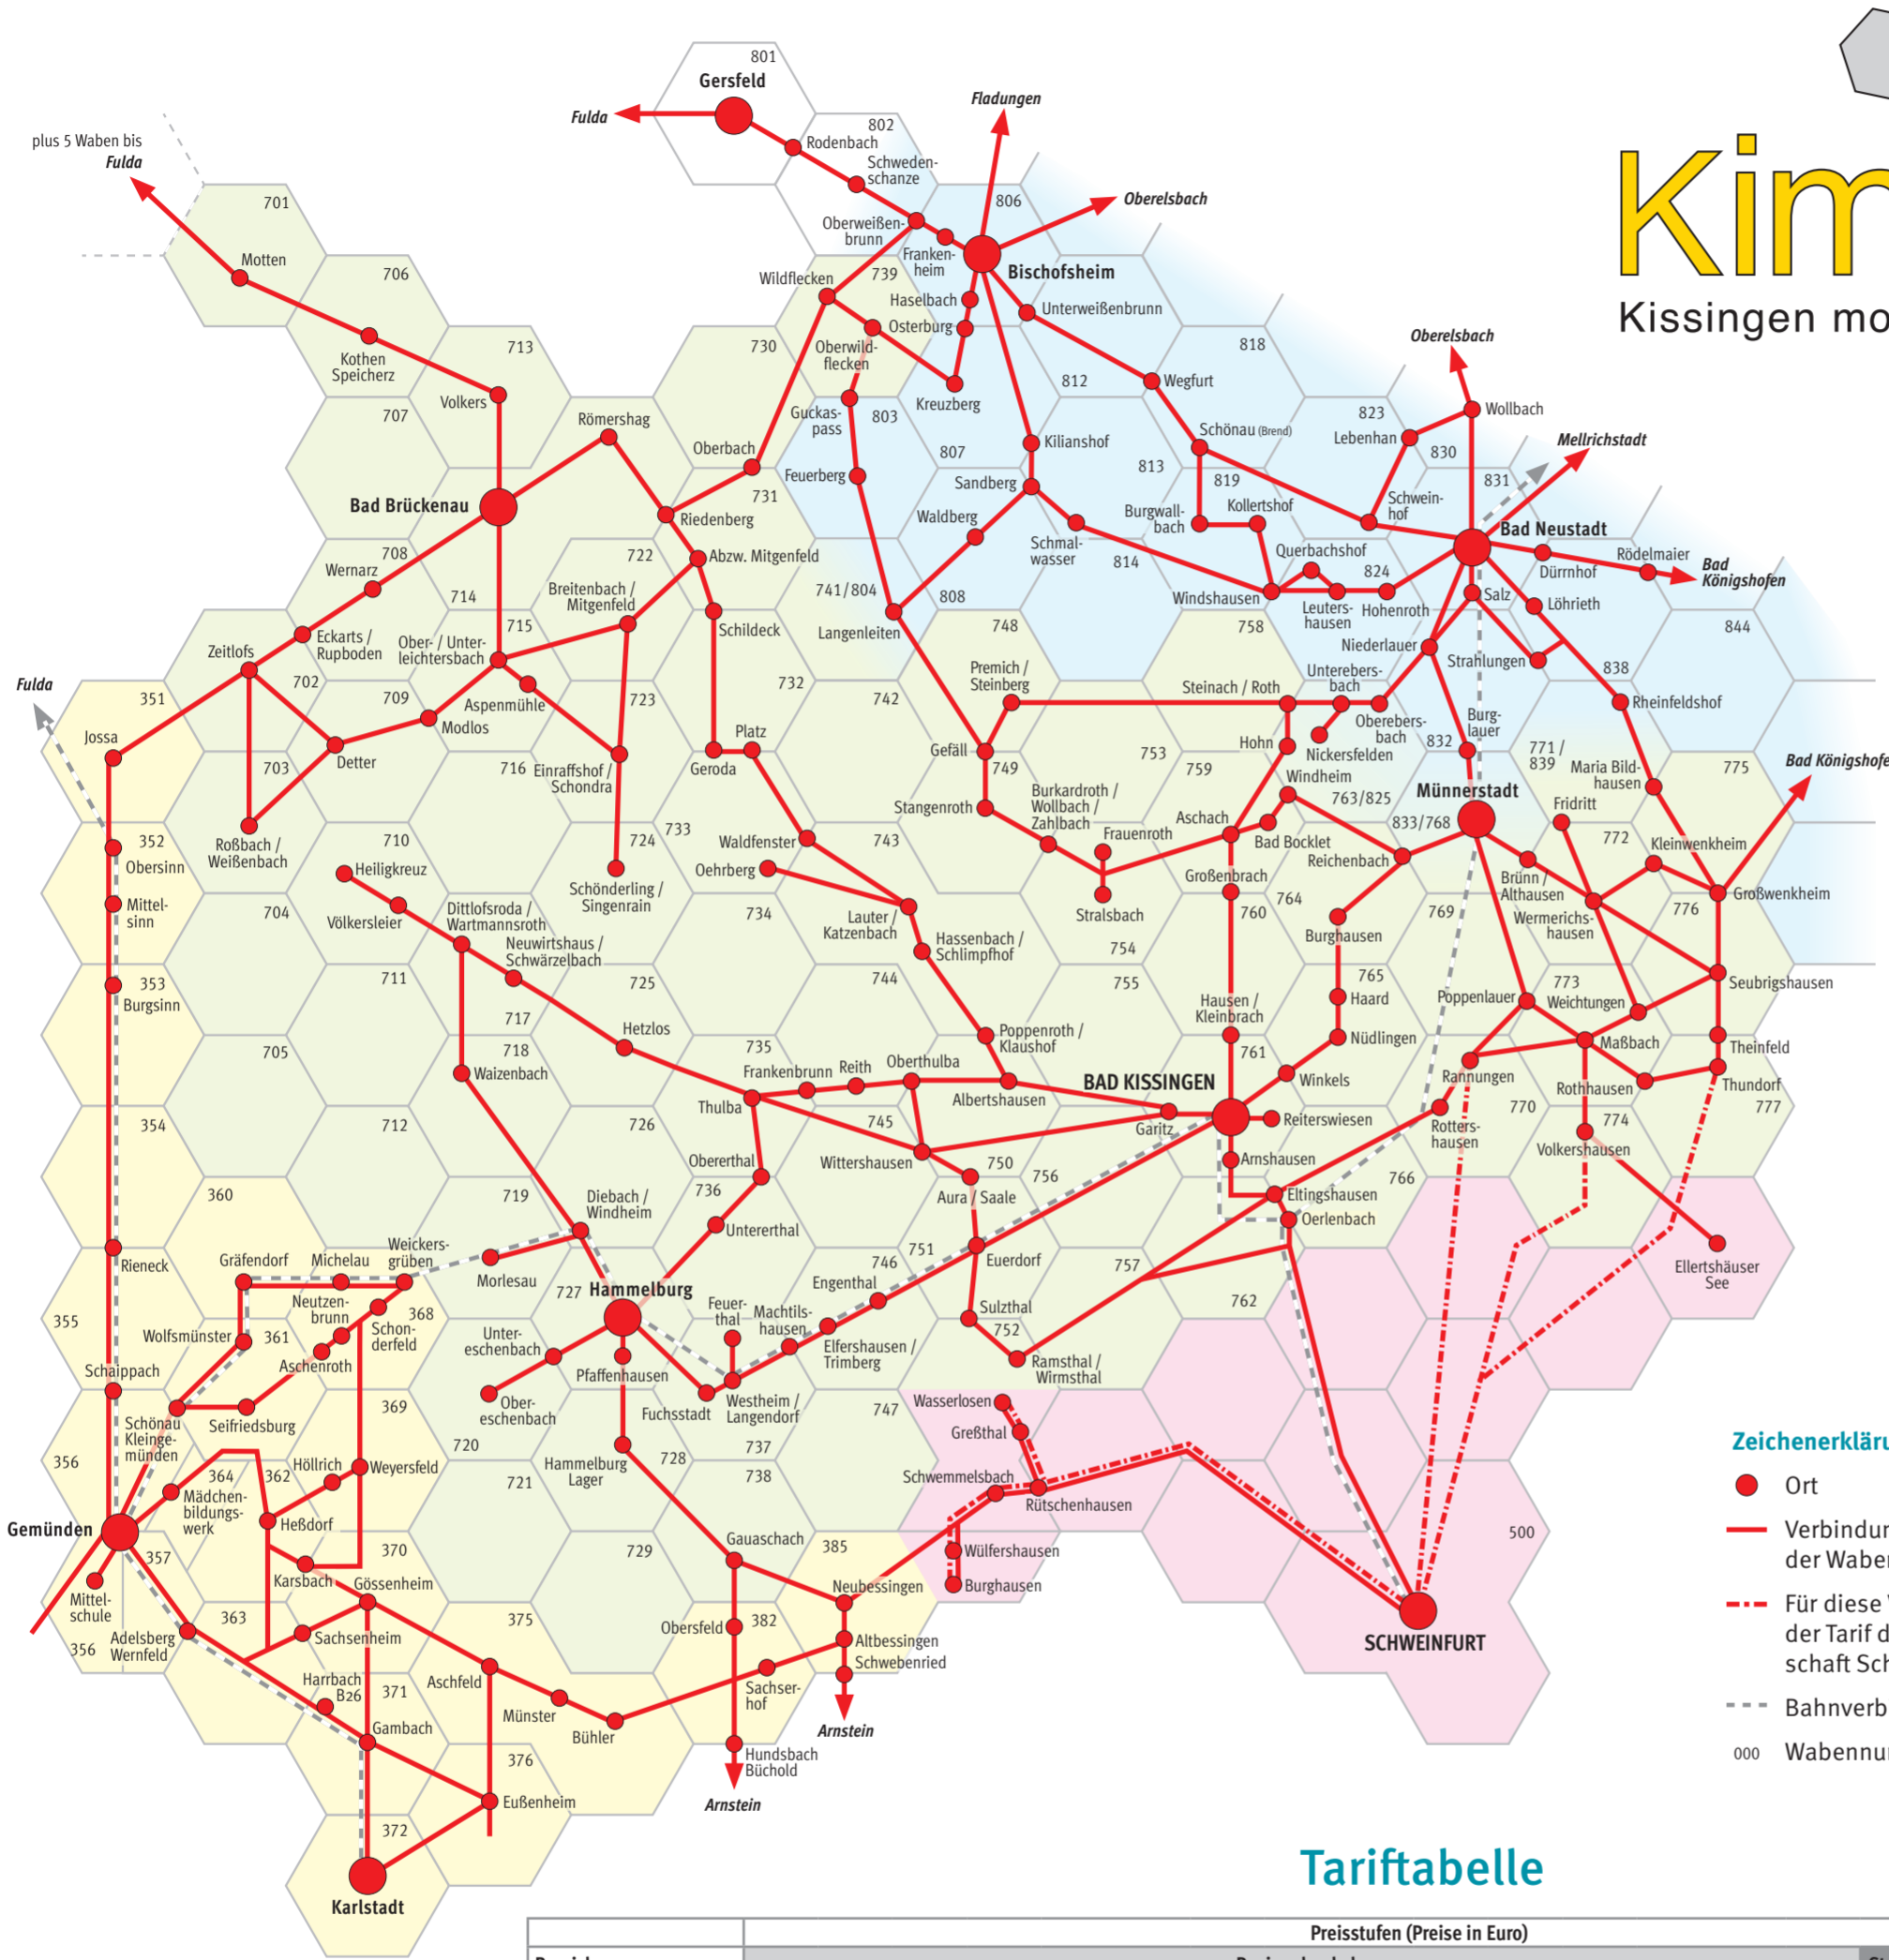 801
Gersfeld
Fulda
Rodenbach
802
Schweden-
schanze
Fladungen
806
Oberelsbach
plus 5 Waben bis
Fulda
701
Motten
Oberweißen-
brunn
Franken-
heim
Bischofsheim
Kim
Kissingen mo
706
Kothen
Speicherz
Wildflecken
739
Haselbach
Osterburg
Unterweißenbrunn
Oberwild-
flecken
713
730
818
Oberelsbach
Volkers
707
Römershag
Guckas-
pass
803
Kreuzberg
812
Wegfurt
823
Wollbach
Lebenhan
Mellrichstadt
Oberbach
807
Kilianshof
Schönau (Brend)
830
813
831
Feuerberg
Sandberg
819
Bad Brückenau
731
Riedenberg
Waldberg
Burgwall-
bach
Kollertshof
Schwein-
hof
Bad Neustadt
708
Wernarz
722
Abzw. Mitgenfeld
Schmal-
wasser
814
Querbachshof
824
Rödelmaier
Dürrnhof
Bad
Königshofen
714
Breitenbach /
Mitgenfeld
741/804
808
Windshausen
Leuters-
hausen
Hohenroth
Salz
Löhrieth
Eckarts /
Rupboden
715
Ober- / Unter-
leichtersbach
Schildeck
Langenleiten
748
758
Niederlauer
844
Zeitlofs
Strahlungen
838
Fulda
351
702
709
Aspenmühle
723
732
742
Premich /
Steinberg
Steinach / Roth
Unterebers-
bach
Oberebers-
bach
Rheinfeldshof
Jossa
Modlos
Platz
Gefäll
753
Hohn
Nickersfelden
Burg-
lauer
832
771 /
839
703
Detter
716
Einraffshof /
Schondra
Geroda
749
759
Windheim
763/825
Maria Bild-
hausen
775
Bad Königshofe
Stangenroth
Burkardroth /
Wollbach /
Zahlbach
Münnerstadt
Fridritt
352
Obersinn
Roßbach /
Weißenbach
710
724
733
Waldfenster
743
Frauenroth
Aschach
Bad Bocklet
833/768
772
Kleinwenkheim
Heiligkreuz
Oehrberg
Reichenbach
Großenbrach
Brünn /
Althausen
Mittel-
sinn
704
Völkersleier
Dittlofsroda /
Wartmannsroth
Schönderling /
Singenrain
734
Lauter /
Katzenbach
Stralsbach
760
764
769
Wermerichs-
hausen
776
Großwenkheim
Neuwirtshaus /
Schwärzelbach
Hassenbach /
Schlimpfhof
754
Burghausen
353
Burgsinn
711
725
744
755
765
Haard
Poppenlauer
773
Weichtungen
Seubrigshausen
717
Hausen /
Kleinbrach
Hetzlos
Poppenroth /
Klaushof
Nüdlingen
705
718
735
761
Maßbach
Theinfeld
Waizenbach
Frankenbrunn
Reith
Oberthulba
BAD KISSINGEN
Winkels
Rannungen
Rothhausen
Thundorf
Thulba
Albertshausen
354
712
726
745
Garitz
Reiterswiesen
Rotters-
hausen
770
774
777
Wittershausen
Volkershausen
Obererthal
750
756
Arnshausen
766
360
719
Diebach /
Windheim
736
Aura / Saale
Eltingshausen
Untererthal
Oerlenbach
Rieneck
Gräfendorf
Michelau
Weickers-
grüben
Morlesau
746
751
Euerdorf
757
Ellertshäuser
See
727
Hammelburg
Engenthal
762
355
Neutzen-
brunn
368
Feuer-
thal
Machtils-
hausen
Sulzthal
Wolfsmünster
361
Schon-
derfeld
Unter-
eschenbach
Elfershausen /
Trimberg
752
Aschenroth
Schaippach
Pfaffenhausen
Ramsthal /
Wirmsthal
Ober-
eschenbach
Fuchsstadt
Westheim /
Langendorf
Wasserlosen
Schönau
Kleinge-
münden
Seifriedsburg
369
747
Greßthal
356
720
Hammelburg
Lager
728
737
Zeichenerkläru
364
362
Höllrich
Weyersfeld
721
738
Schwemmelsbach
Rütschenhausen
Ort
Mädchen-
bildungs-
werk
Gemünden
Heßdorf
Gauaschach
500
Verbindun
der Waben
357
370
729
385
Wülfershausen
Karsbach
Gössenheim
Neubessingen
Burghausen
Mittel-
schule
363
375
Obersfeld
382
Für diese V
der Tarif d
schaft Sch
356
Adelsberg
Wernfeld
Sachsenheim
Altbessingen
Schwebenried
SCHWEINFURT
Harrbach
B26
371
Aschfeld
Sachser-
hof
Münster
Bühler
Arnstein
Bahnverb
Gambach
376
Hundsbach
Büchold
000
Wabennu
Eußenheim
Arnstein
372
Karlstadt
Tariftabelle
Preisstufen (Preise in Euro)